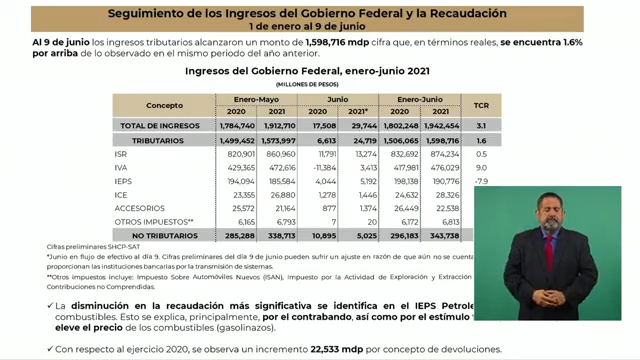 Seguimiento de los Ingresos del Gobierno Federal y la Recaudación
1 de enero al 9 de junio
Al 9 de junio los ingresos tributarios alcanzaron un monto de 1,598,716 mdp cifra que, en términos reales, se encuentra 1.6%
por arriba de lo observado en el mismo periodo del año anterior.
Ingresos del Gobierno Federal, enero-junio 2021
(MILLONES DE PESOS)
Concepto Enero-Mayo Junio Enero-Junio TCR
2020 2021 2020 2021* 2020 2021
TOTAL DE INGRESOS 1,784,740 1,912,710 17,508 29,744 1,802,248 1,942,454 3.1
TRIBUTARIOS 1,499,452 1,573,997 6,613 24,719 1,506,065 1,598,716 1.6
ISR 820,901 860,960 11,791 13,274 832,692 874,234 0.5
IVA 429,365 472,616 -11,384 3,413 417,981 476,029 9.0
IEPS 194,094 185,584 4,044 5,192 198,138 190,776 -7.9
ICE 23,355 26,880 1,278 1,446 24,632 28,326
ACCESORIOS 25,572 21,164 877 1,374 26,449 22,538
OTROS IMPUESTOS** 6,165 6,793 7 20 6,172 6,813
NO TRIBUTARIOS 285,288 338,713 10,895 5,025 296,183 343,738
Cifras preliminares SHCP-SAT
*Junio en flujo de efectivo al día 9. Cifras preliminares del día 9 de junio pueden sufrir un ajuste en razón de que aún no se cuenta
proporcionan las instituciones bancarias por la transmisión de sistemas.
**Otros impuestos incluye: Impuesto Sobre Automóviles Nuevos (ISAN), Impuesto por la Actividad de Exploración y Extracción
Contribuciones no Comprendidas.
✓ La disminución en la recaudación más significativa se identifica en el IEPS Petrole
combustibles. Esto se explica, principalmente, por el contrabando, así como por el estímulo
eleve el precio de los combustibles (gasolinazos).
✓ Con respecto al ejercicio 2020, se observa un incremento 22,533 mdp por concepto de devoluciones.